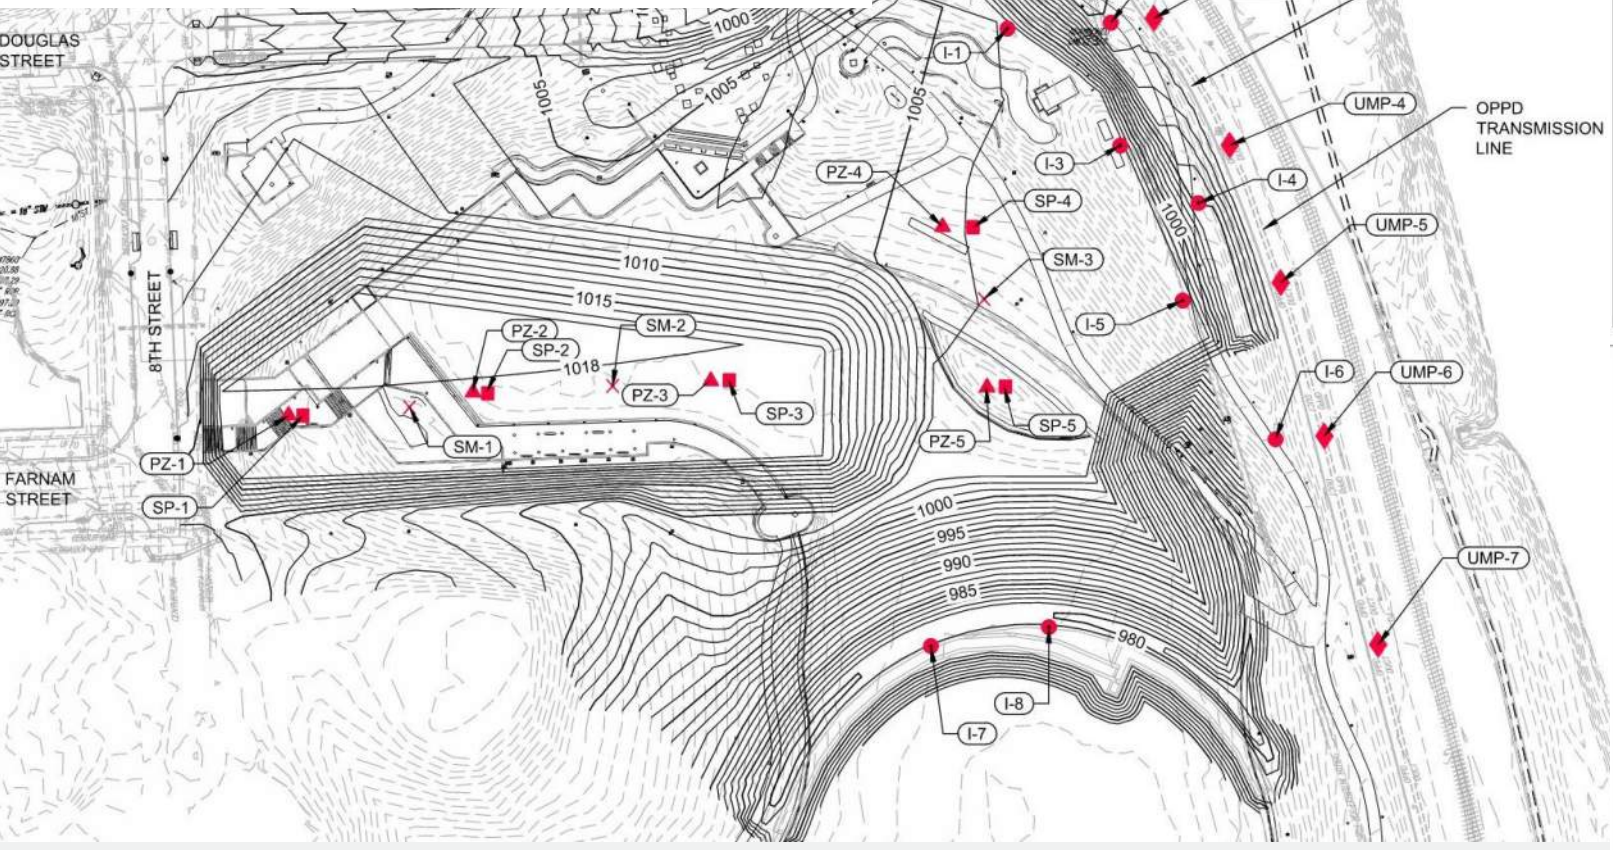 DOUGLAS
STREET
1000
I-1
1005
1005
1005
UMP-4
OPPD
TRANSMISSION
LINE
I-3
PZ-4
I-4
SP-4
1000
UMP-5
1010
SM-3
1015
8TH STREET
PZ-2
SM-2
I-5
SP-2
1018
I-6
UMP-6
PZ-3
SP-3
SP-5
PZ-5
SM-1
PZ-1
FARNAM
STREET
SP-1
1000
995
990
985
UMP-7
980
I-8
I-7